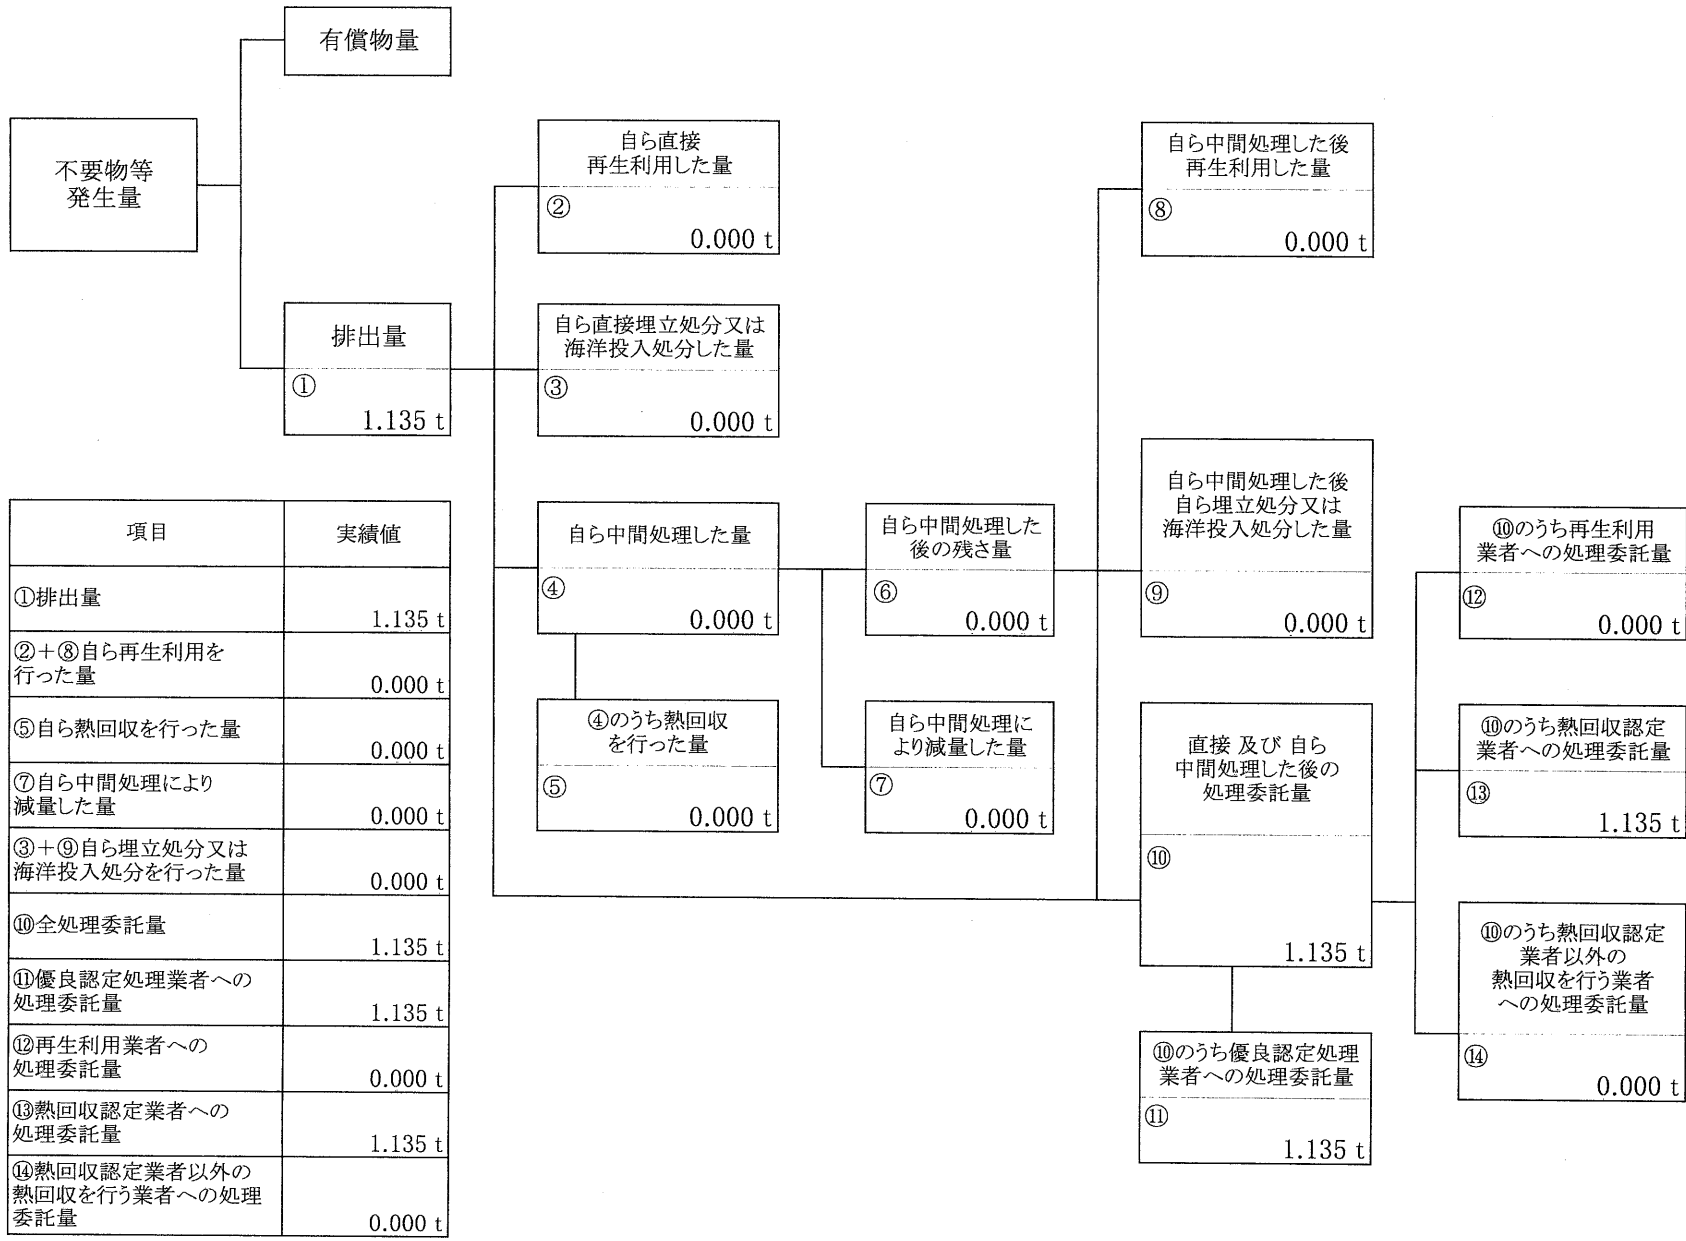 有償物量
不要物等
発生量
排出量
①
1.135 t
自ら直接
再生利用した量
②
0.000 t
自ら直接埋立処分又は
海洋投入処分した量
③
0.000 t
自ら中間処理した量
④
0.000 t
④のうち熱回収
を行った量
⑤
0.000 t
自ら中間処理した
後の残さ量
⑥
0.000 t
自ら中間処理に
より減量した量
⑦
0.000 t
自ら中間処理した後
再生利用した量
⑧
0.000 t
自ら中間処理した後
自ら埋立処分又は
海洋投入処分した量
⑨
0.000 t
直接 及び 自ら
中間処理した後の
処理委託量
⑩
1.135 t
⑩のうち優良認定処理
業者への処理委託量
⑪
1.135 t
⑩のうち再生利用
業者への処理委託量
⑫
0.000 t
⑩のうち熱回収認定
業者への処理委託量
⑬
1.135 t
⑩のうち熱回収認定
業者以外の
熱回収を行う業者
への処理委託量
⑭
0.000 t
項目 実績値
①排出量
1.135 t
②+⑧自ら再生利用を
行った量
0.000 t
⑤自ら熱回収を行った量
0.000 t
⑦自ら中間処理により
減量した量
0.000 t
③+⑨自ら埋立処分又は
海洋投入処分を行った量
0.000 t
⑩全処理委託量
1.135 t
⑪優良認定処理業者への
処理委託量
1.135 t
⑫再生利用業者への
処理委託量
0.000 t
⑬熱回収認定業者への
処理委託量
1.135 t
⑭熱回収認定業者以外の
熱回収を行う業者への処理
委託量
0.000 t